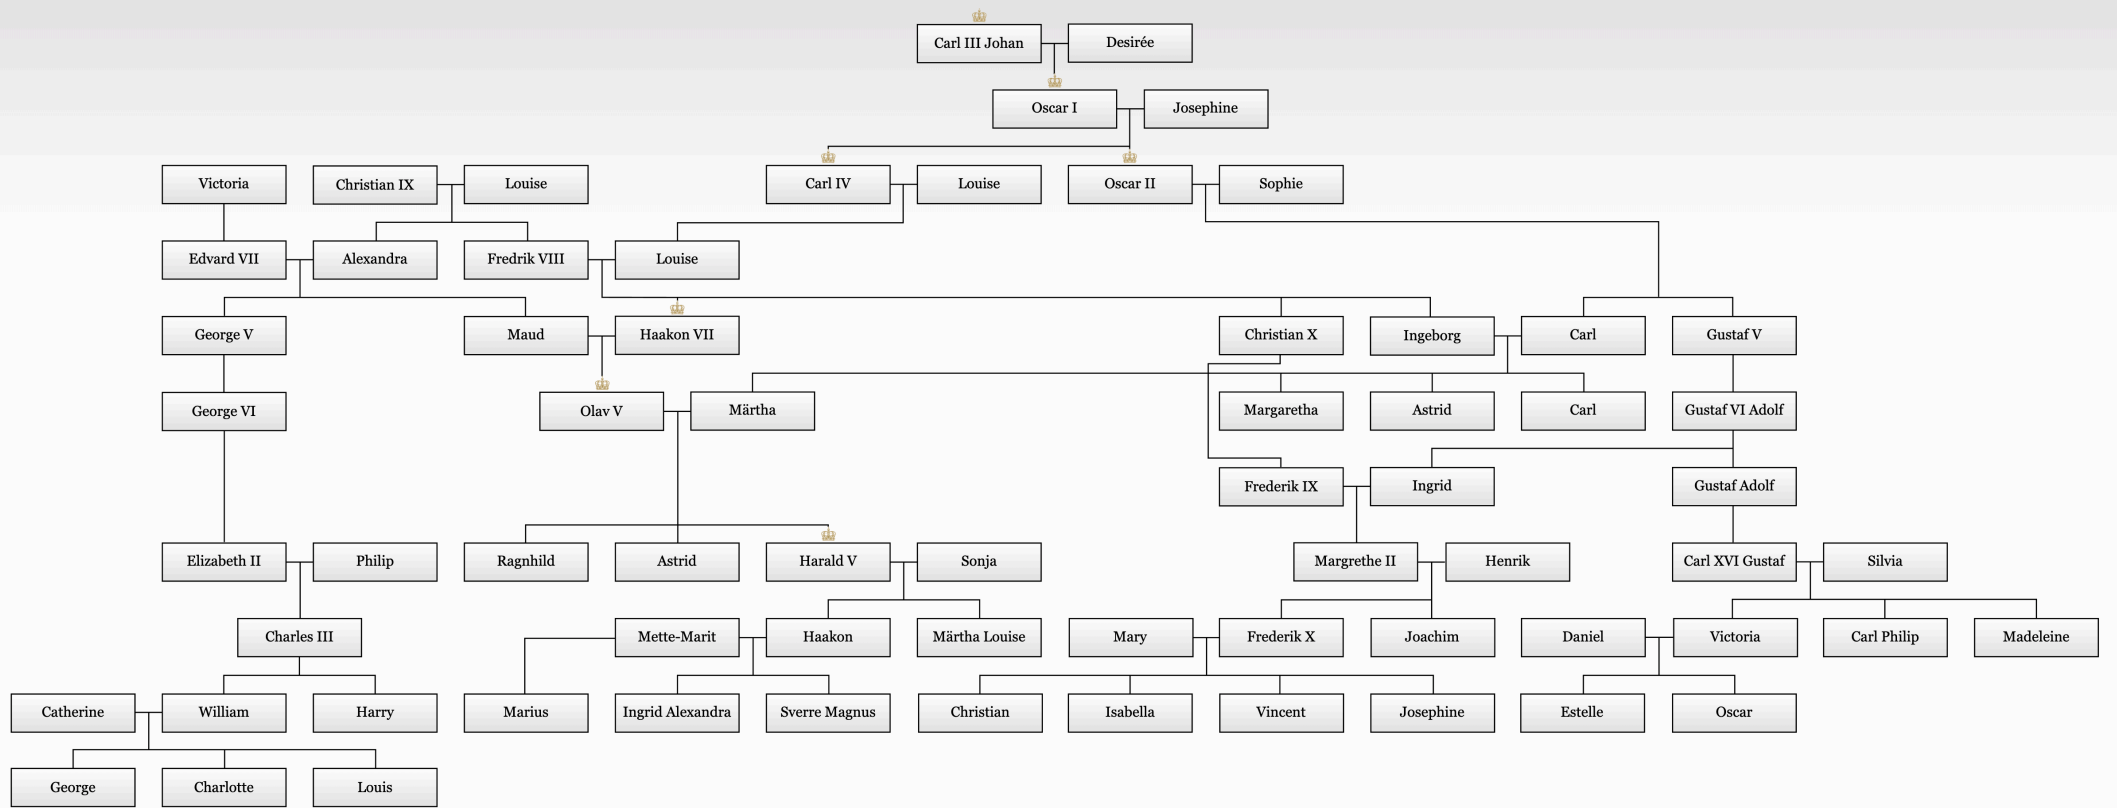 Carl III Johan
Desirée
Oscar I
Josephine
Victoria
Christian IX
Louise
Carl IV
Louise
Oscar II
Sophie
Edvard VII
Alexandra
Fredrik VIII
Louise
George V
Maud
Haakon VII
Christian X
Ingeborg
Carl
Gustaf V
George VI
Olav V
Märtha
Margaretha
Astrid
Carl
Gustaf VI Adolf
Frederik IX
Ingrid
Gustaf Adolf
Elizabeth II
Philip
Ragnhild
Astrid
Harald V
Sonja
Margrethe II
Henrik
Carl XVI Gustaf
Silvia
Charles III
Mette-Marit
Haakon
Märtha Louise
Mary
Frederik X
Joachim
Daniel
Victoria
Carl Philip
Madeleine
Catherine
William
Harry
Marius
Ingrid Alexandra
Sverre Magnus
Christian
Isabella
Vincent
Josephine
Estelle
Oscar
George
Charlotte
Louis